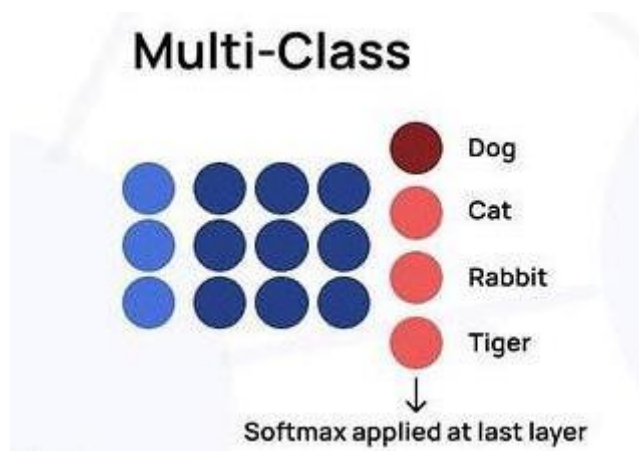 Multi-Class
Dog
Cat
Rabbit
Tiger
Softmax applied at last layer